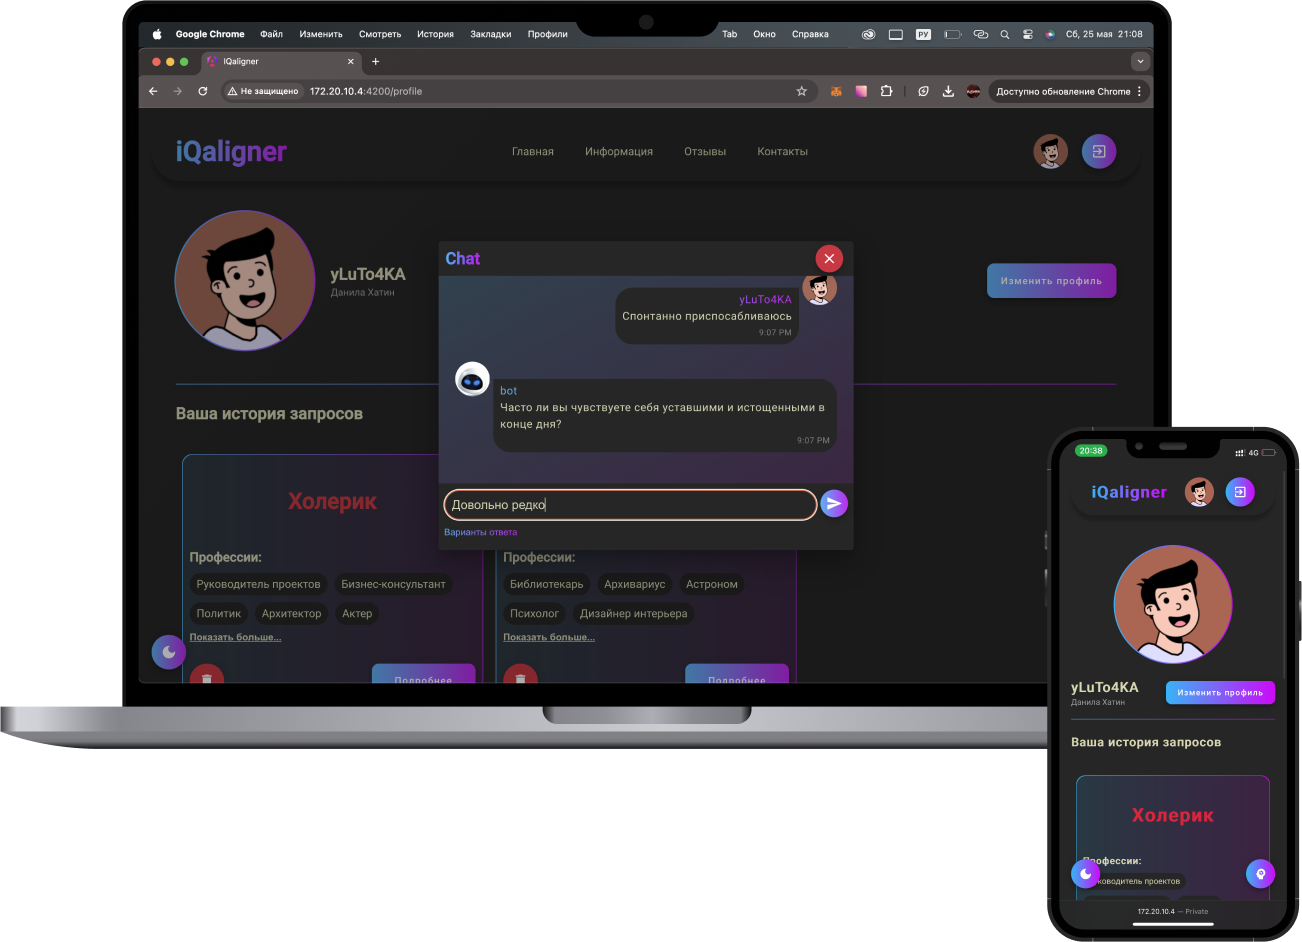 Google Chrome Файл Изменить Смотреть История Закладки Профили Tab Окно Справка РУ Сб, 25 мая 21:08
IQaligner
Не защищено 172.20.10.4:4200/profile Доступно обновление Chrome
iQaligner Главная Информация Отзывы Контакты
yLuTo4KA
Данила Хатин
Изменить профиль
Ваша история запросов
Холерик
Профессии:
Руководитель проектов Бизнес-консультант
Политик Архитектор Актер
Показать больше...
Подробнее
Профессии:
Библиотекарь Архивариус Астроном
Психолог Дизайнер интерьера
Показать больше...
Подробнее
Chat
yLuTo4KA
Спонтанно приспосабливаюсь
9:07 PM
bot
Часто ли вы чувствуете себя уставшими и истощенными в
конце дня?
9:07 PM
Довольно редко
Варианты ответа
20:38 4G
iQaligner
yLuTo4KA
Данила Хатин
Изменить профиль
Ваша история запросов
Холерик
Профессии:
ководитель проектов
172.20.10.4 — Private